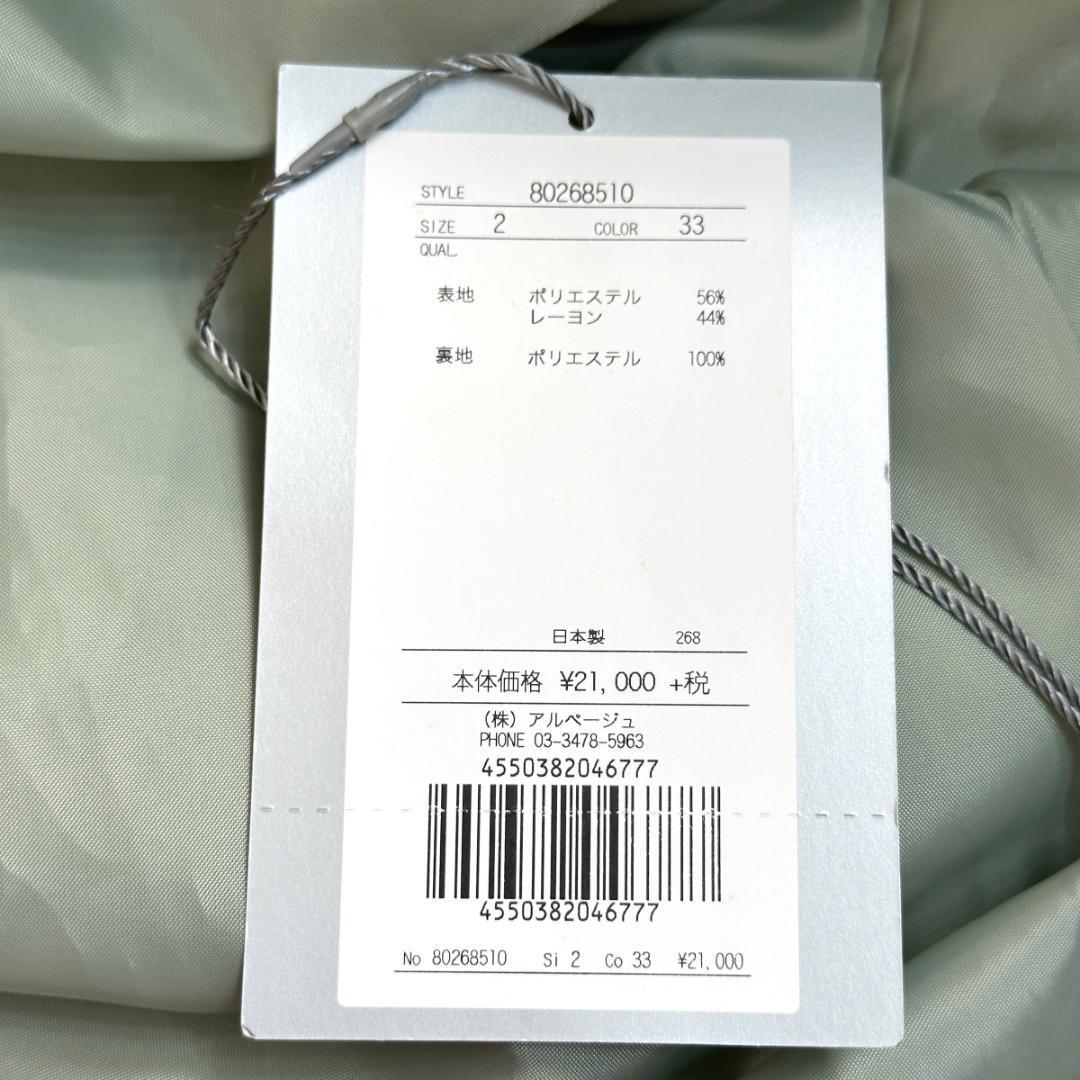 STYLE 80268510
SIZE 2 COLOR 33
QUAL.
表地 ポリエステル 56%
レーヨン 44%
裏地 ポリエステル 100%
日本製 268
本体価格 ¥21,000 +税
(株) アルページュ
PHONE 03-3478-5963
4550382046777
4550382046777
No 80268510 Si 2 Co 33 ¥21,000